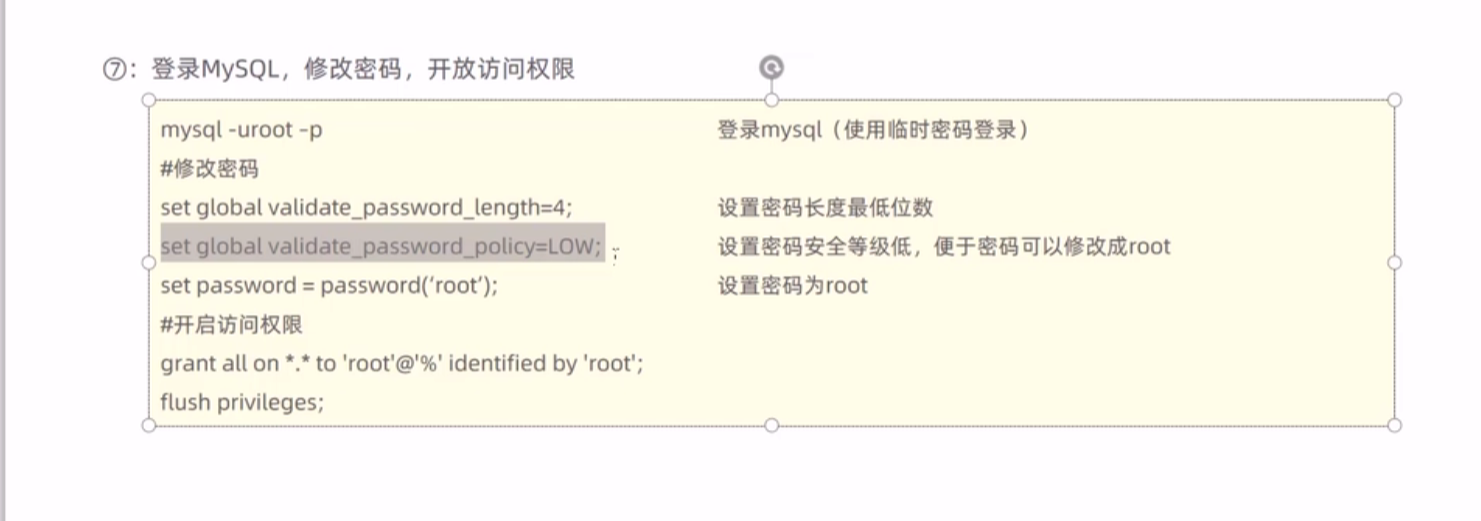 ⑦：登录MySQL，修改密码，开放访问权限
mysql -uroot –p 登录mysql（使用临时密码登录）
#修改密码
set global validate_password_length=4; 设置密码长度最低位数
set global validate_password_policy=LOW; 设置密码安全等级低，便于密码可以修改成root
set password = password(‘root’); 设置密码为root
#开启访问权限
grant all on *.* to 'root'@'%' identified by 'root';
flush privileges;